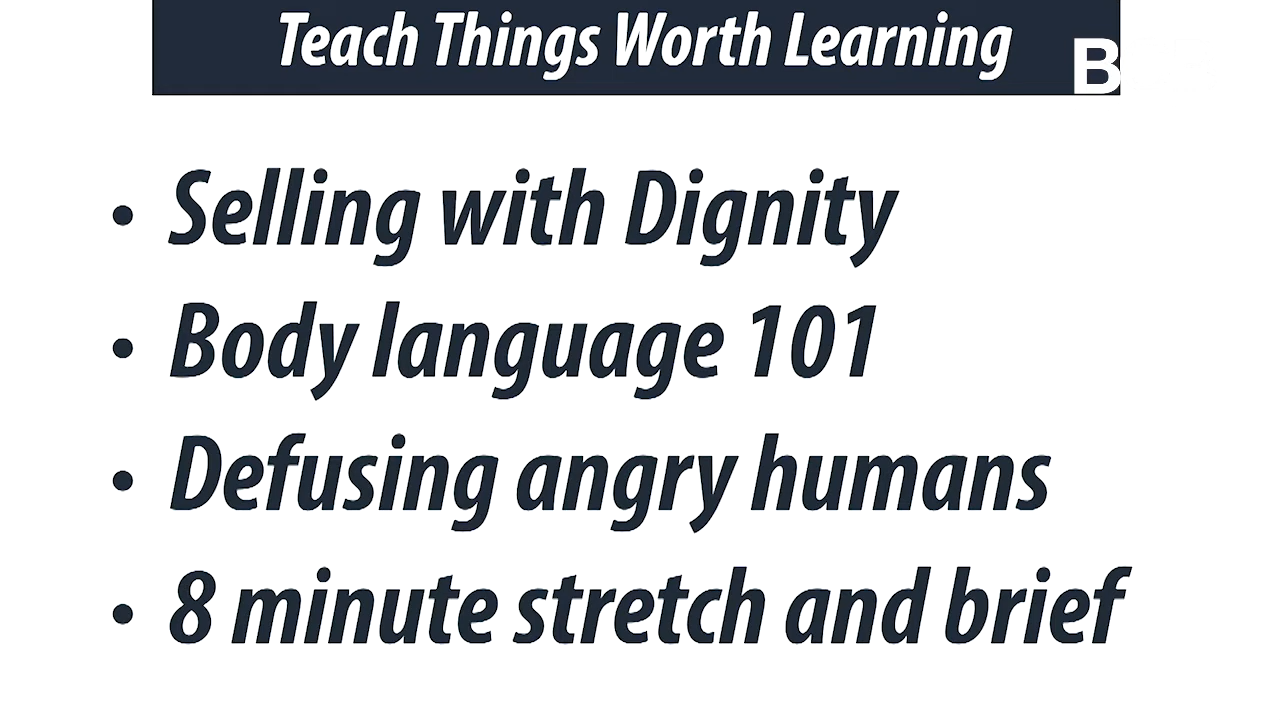 Teach Things Worth Learning
B
• Selling with Dignity
• Body language 101
• Defusing angry humans
• 8 minute stretch and brief